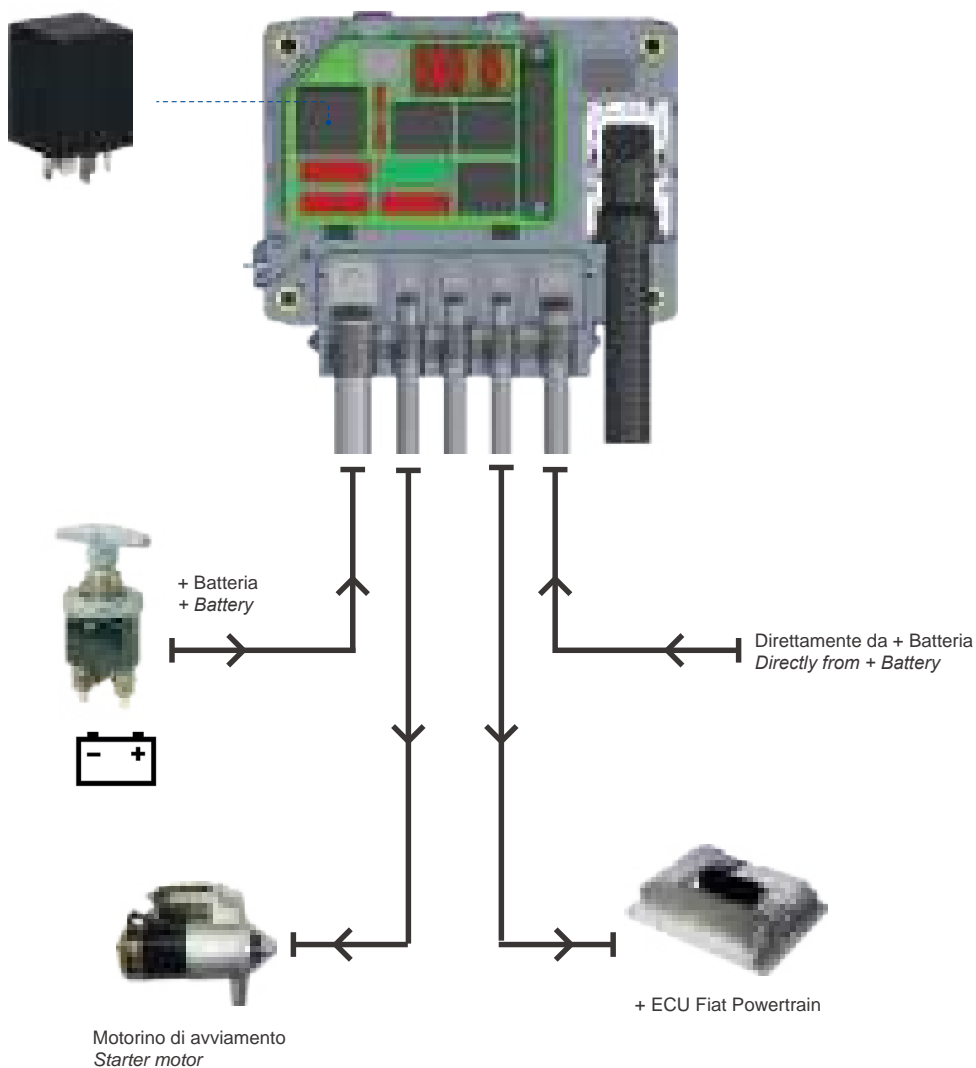 + Batteria
+ Battery
Direttamente da + Batteria
Directly from + Battery
+ ECU Fiat Powertrain
Motorino di avviamento
Starter motor